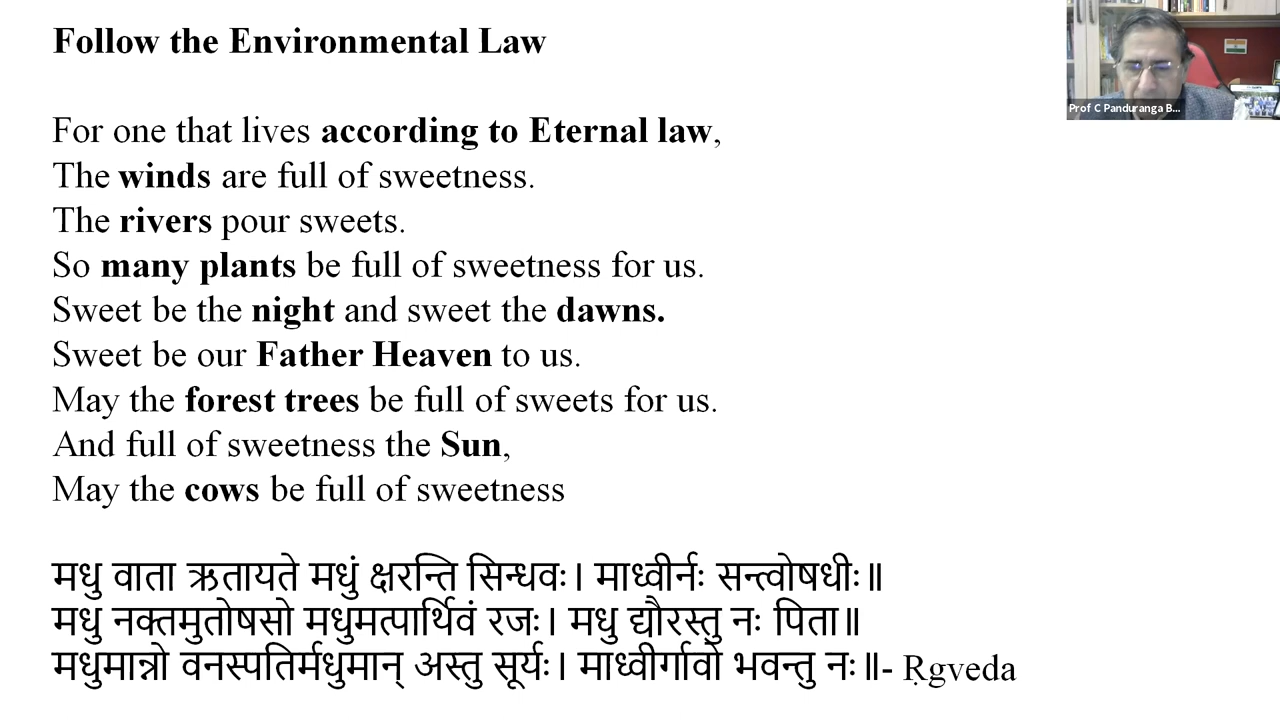 Follow the Environmental Law
Prof C Panduranga B...
For one that lives according to Eternal law,
The winds are full of sweetness.
The rivers pour sweets.
So many plants be full of sweetness for us.
Sweet be the night and sweet the dawns.
Sweet be our Father Heaven to us.
May the forest trees be full of sweets for us.
And full of sweetness the Sun,
May the cows be full of sweetness
मधु वाता ऋतायते मधुं क्षरन्ति सिन्धवः। माध्वीर्नः सन्त्वोषधीः॥
मधु नक्तमुतोषसो मधुमत्पार्थिवं रजः। मधु द्यौरस्तु नः पिता॥
मधुमान्नो वनस्पतिर्मधुमान् अस्तु सूर्यः। माध्वीर्गावो भवन्तु नः॥- Ṛgveda